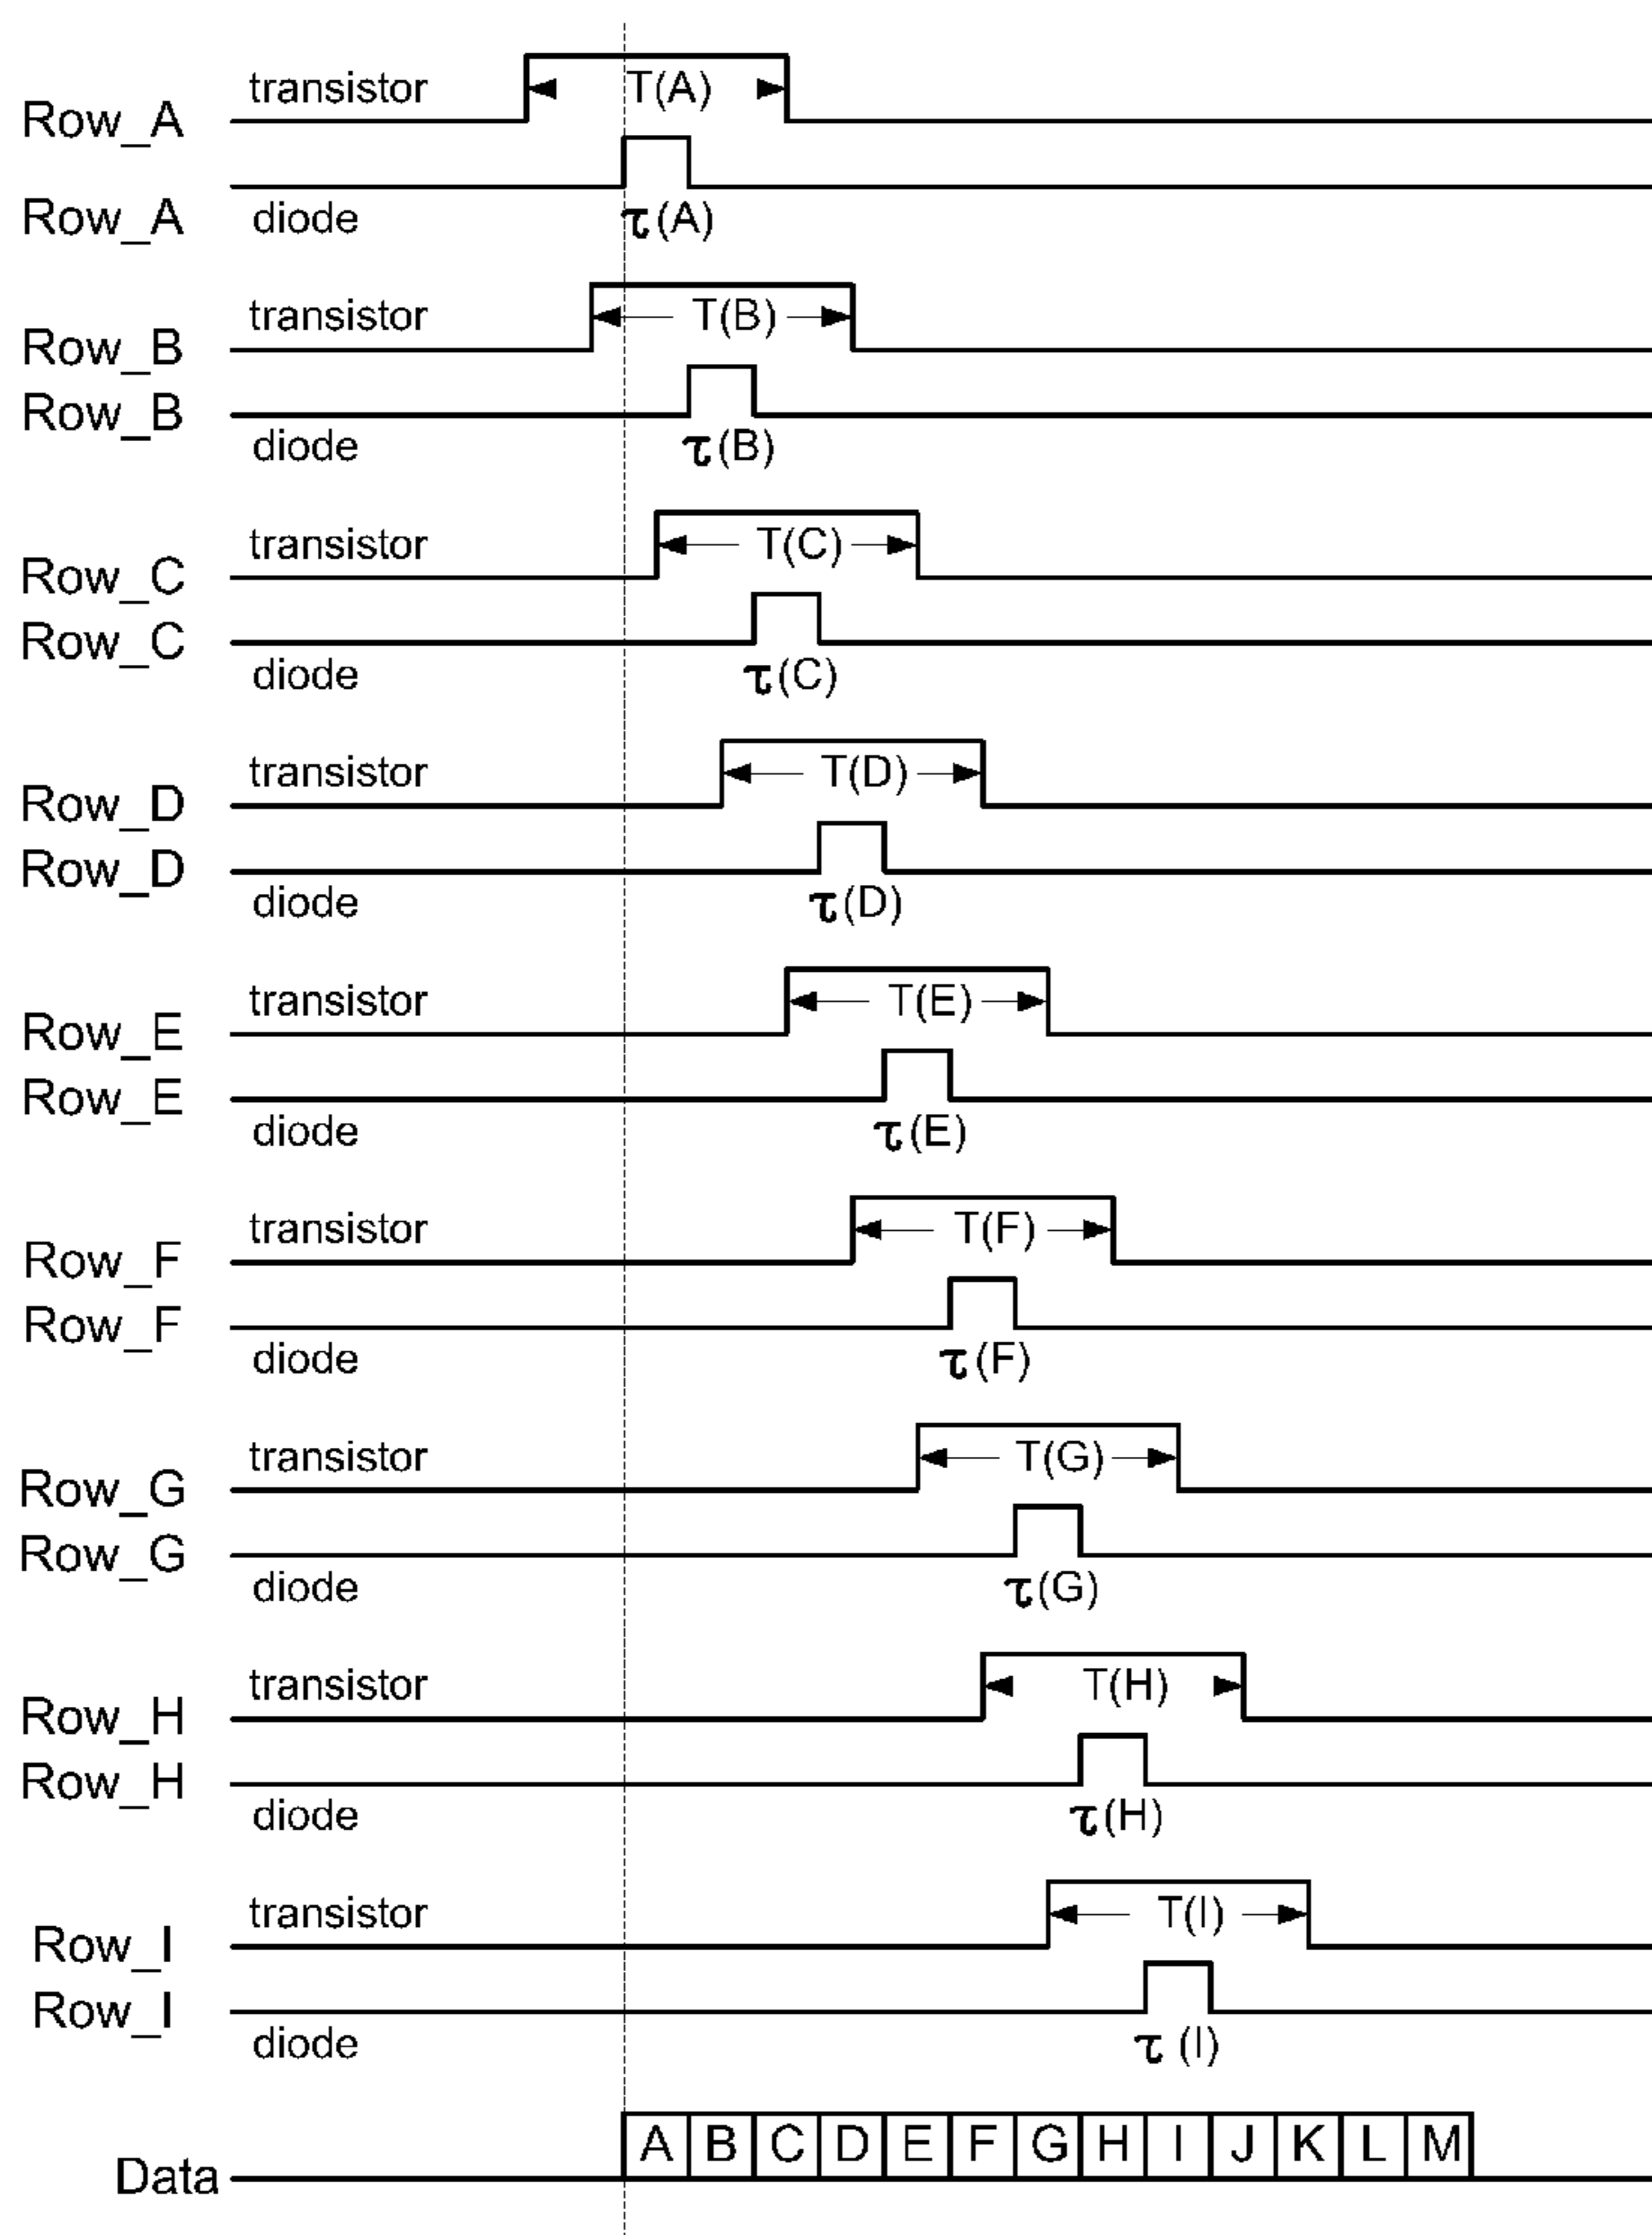 transistor
T(A)
Row_A
Row_A
diode
τ(A)
transistor
T(B)
Row_B
Row_B
diode
τ(B)
transistor
T(C)
Row_C
Row_C
diode
τ(C)
transistor
T(D)
Row_D
Row_D
diode
τ(D)
transistor
T(E)
Row_E
Row_E
diode
τ(E)
transistor
T(F)
Row_F
Row_F
diode
τ(F)
transistor
T(G)
Row_G
Row_G
diode
τ(G)
transistor
T(H)
Row_H
Row_H
diode
τ(H)
transistor
T(I)
Row_I
Row_I
diode
τ (I)
A B C D E F G H I J K L M
Data